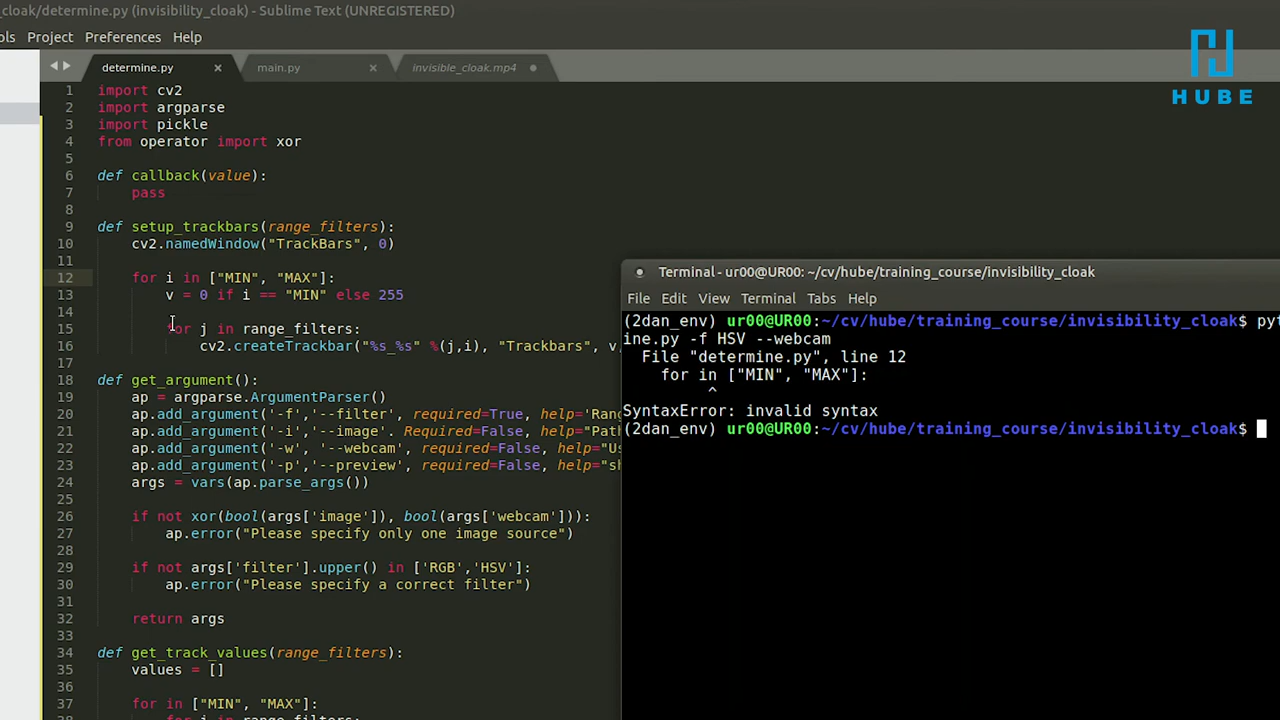 _cloak/determine.py (invisibility_cloak) - Sublime Text (UNREGISTERED)
ols Project Preferences Help
determine.py × main.py × invisible_cloak.mp4
HUBE
1 import cv2
2 import argparse
3 import pickle
4 from operator import xor
5
6 def callback(value):
7 pass
8
9 def setup_trackbars(range_filters):
10 cv2.namedWindow("TrackBars", 0)
11
12 for i in ["MIN", "MAX"]:
13 v = 0 if i == "MIN" else 255
14
15 for j in range_filters:
16 cv2.createTrackbar("%s_%s" %(j,i), "Trackbars", v,
17
18 def get_argument():
19 ap = argparse.ArgumentParser()
20 ap.add_argument('-f','--filter', required=True, help='Ran
21 ap.add_argument('-i','--image'. Required=False, help="Pat
22 ap.add_argument('-w', '--webcam', required=False, help="Us
23 ap.add_argument('-p','--preview', required=False, help="sh
24 args = vars(ap.parse_args())
25
26 if not xor(bool(args['image']), bool(args['webcam'])):
27 ap.error("Please specify only one image source")
28
29 if not args['filter'].upper() in ['RGB','HSV']:
30 ap.error("Please specify a correct filter")
31
32 return args
33
34 def get_track_values(range_filters):
35 values = []
36
37 for in ["MIN", "MAX"]:
38 for j in range_filters:
Terminal - ur00@UR00: ~/cv/hube/training_course/invisibility_cloak
File Edit View Terminal Tabs Help
(2dan_env) ur00@UR00:~/cv/hube/training_course/invisibility_cloak$ pyt
ine.py -f HSV --webcam
File "determine.py", line 12
for in ["MIN", "MAX"]:
^
SyntaxError: invalid syntax
(2dan_env) ur00@UR00:~/cv/hube/training_course/invisibility_cloak$